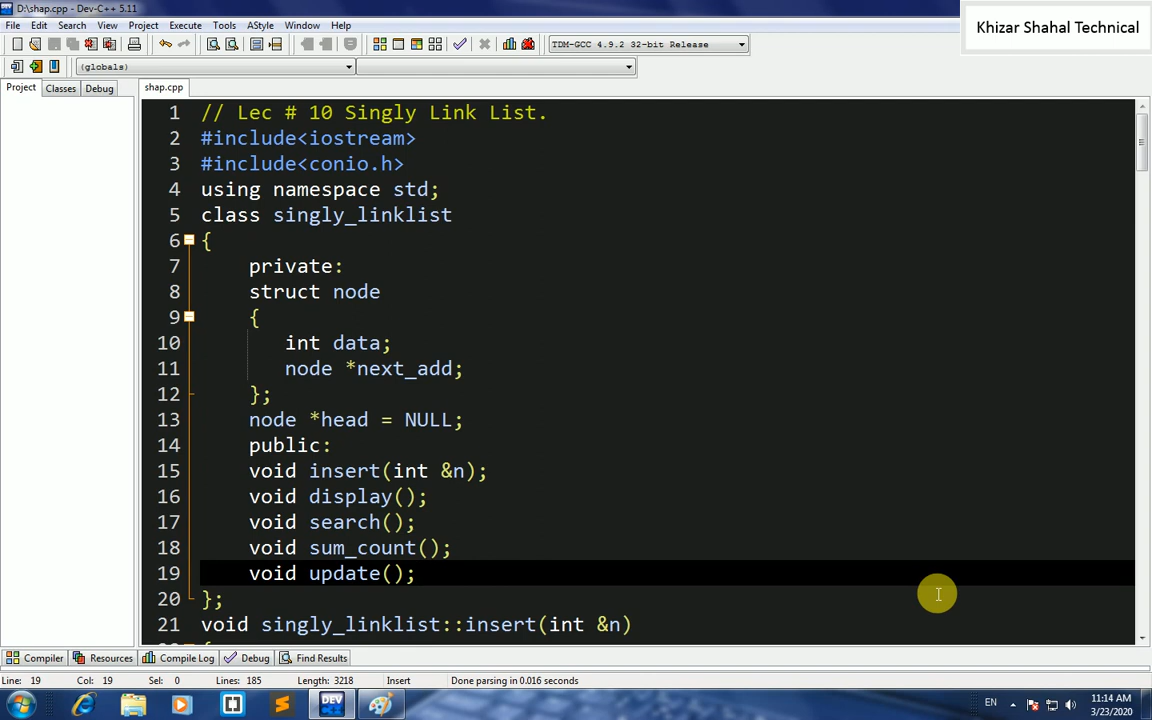 D:\shap.cpp - Dev-C++ 5.11
Khizar Shahal Technical
File Edit Search View Project Execute Tools AStyle Window Help
TDM-GCC 4.9.2 32-bit Release
(globals)
Project Classes Debug shap.cpp
1 // Lec # 10 Singly Link List.
2 #include<iostream>
3 #include<conio.h>
4 using namespace std;
5 class singly_linklist
6 {
7 private:
8 struct node
9 {
10 int data;
11 node *next_add;
12 };
13 node *head = NULL;
14 public:
15 void insert(int &n);
16 void display();
17 void search();
18 void sum_count();
19 void update();
20 };
21 void singly_linklist::insert(int &n)
Compiler Resources Compile Log Debug Find Results
Line: 19 Col: 19 Sel: 0 Lines: 185 Length: 3218 Insert Done parsing in 0.016 seconds
DEV
EN
11:14 AM
3/23/2020